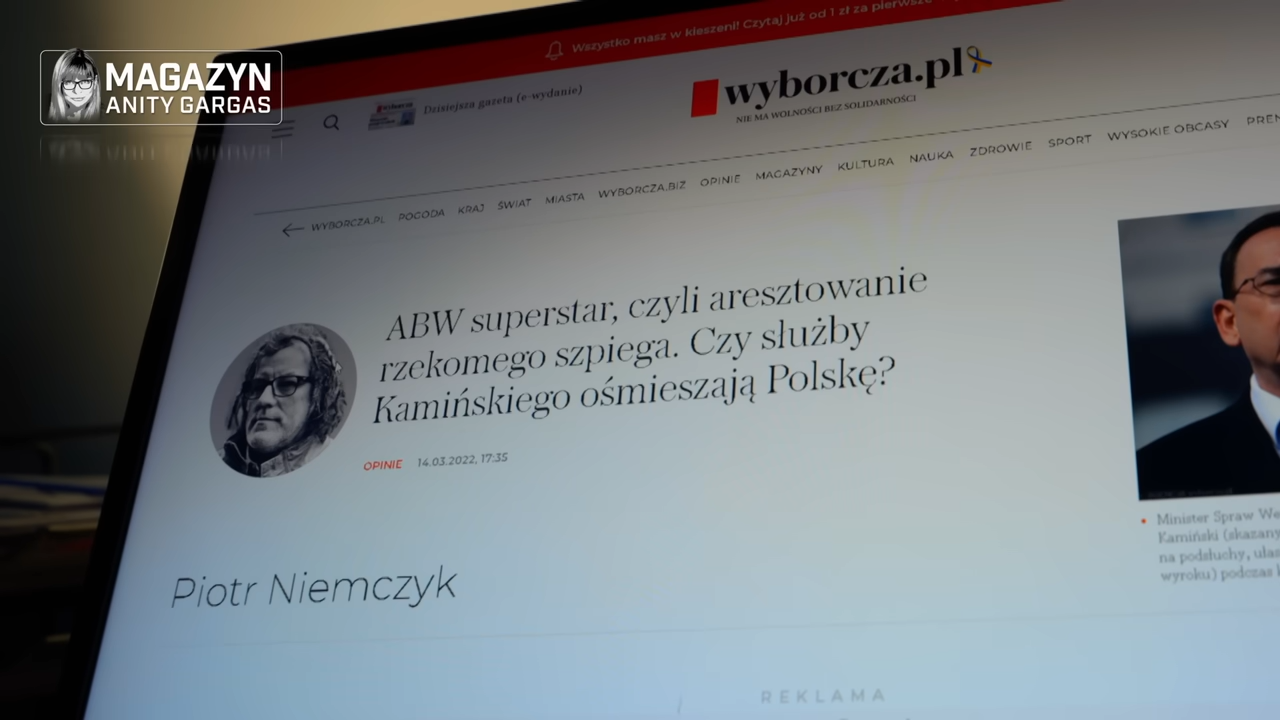 MAGAZYN
ANITY GARGAS
Wszystko masz w kieszeni! Czytaj już od 1 zł za pierwsze
Dzisiejsza gazeta (e-wydanie)
wyborcza.pl
NIE MA WOLNOŚCI BEZ SOLIDARNOŚCI
WYBORCZA.PL POGODA KRAJ ŚWIAT MIASTA WYBORCZA.BIZ OPINIE MAGAZYNY KULTURA NAUKA ZDROWIE SPORT WYSOKIE OBCASY
ABW superstar, czyli aresztowanie
rzekomego szpiega. Czy służby
Kamińskiego ośmieszają Polskę?
OPINIE 14.03.2022, 17:35
Piotr Niemczyk
Minister Spraw We
Kamiński (skazany
na podsłuchy, uła
wyroku) podczas
REKLAMA